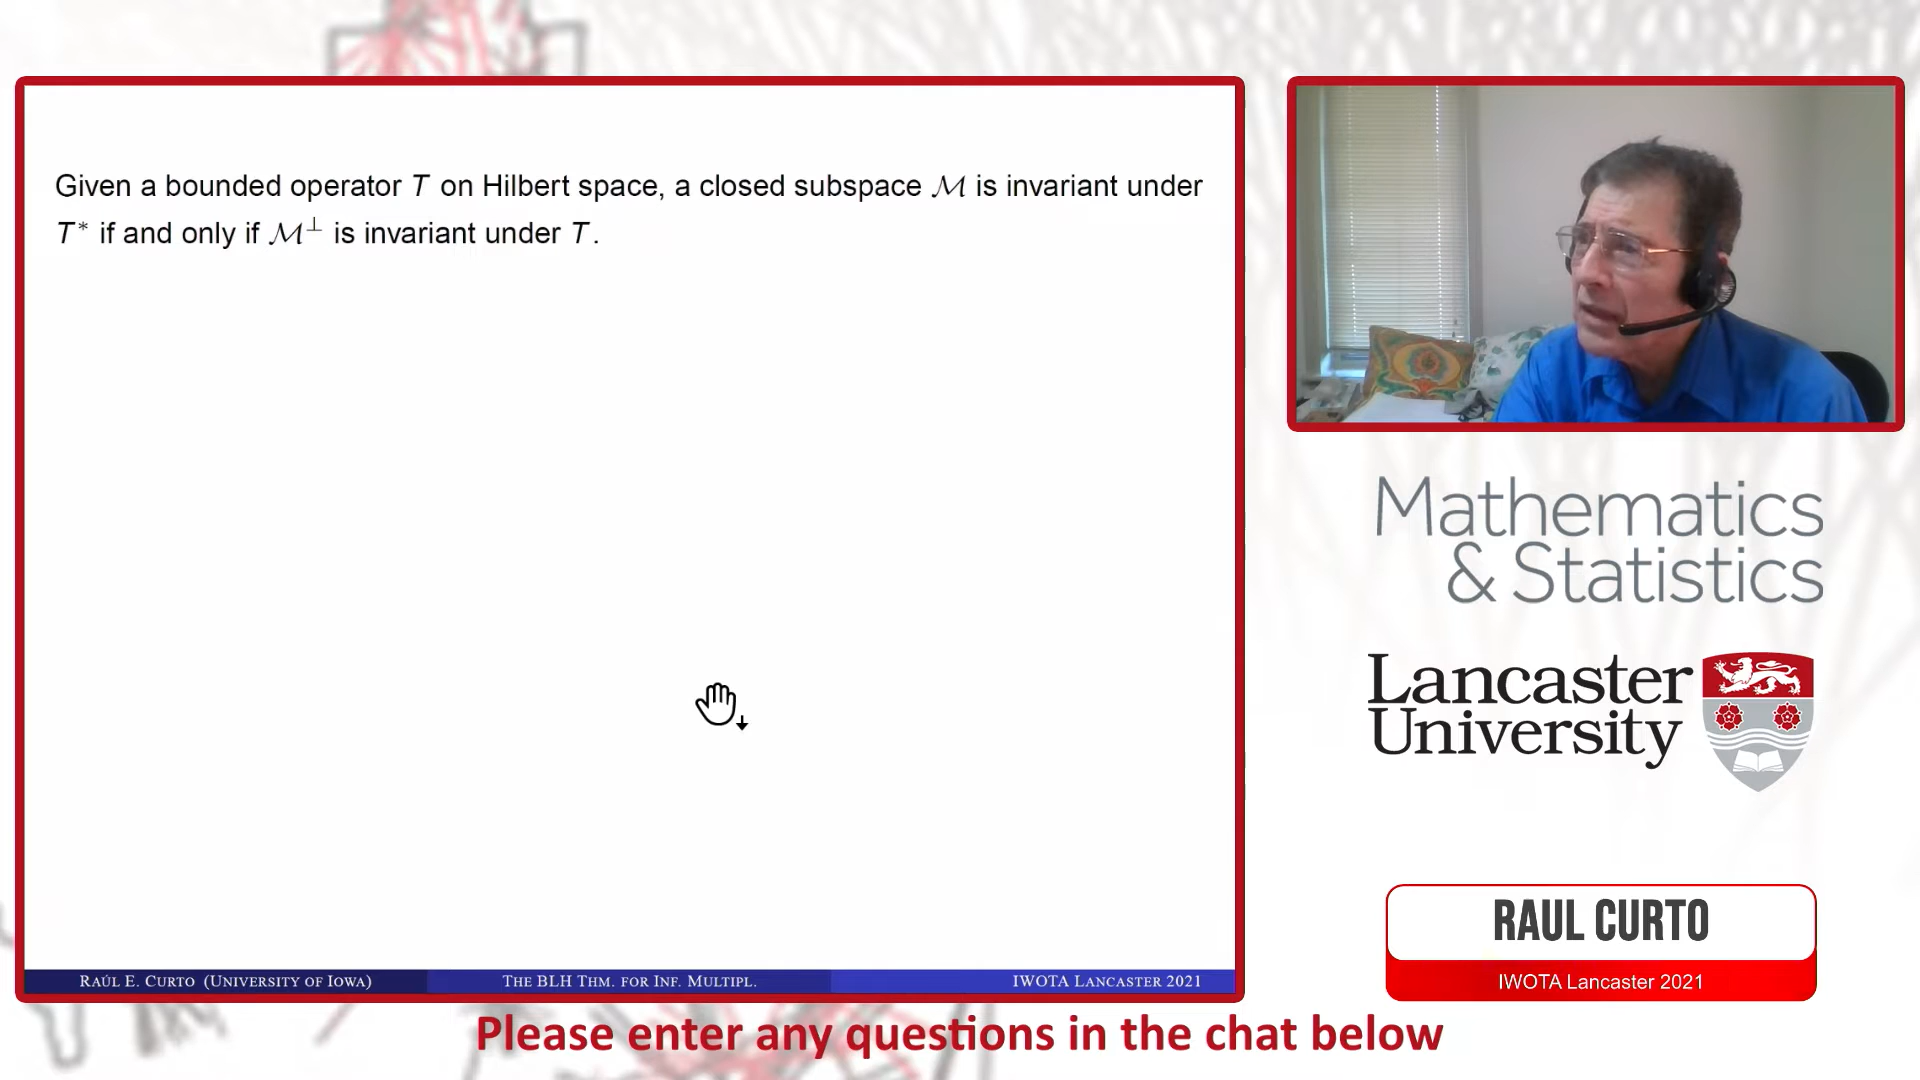 Given a bounded operator T on Hilbert space, a closed subspace ℳ is invariant under
T* if and only if ℳ⊥ is invariant under T.
RAÚL E. CURTO (UNIVERSITY OF IOWA)
THE BLH THM. FOR INF. MULTIPL.
IWOTA LANCASTER 2021
Mathematics
& Statistics
Lancaster
University
RAUL CURTO
IWOTA Lancaster 2021
Please enter any questions in the chat below